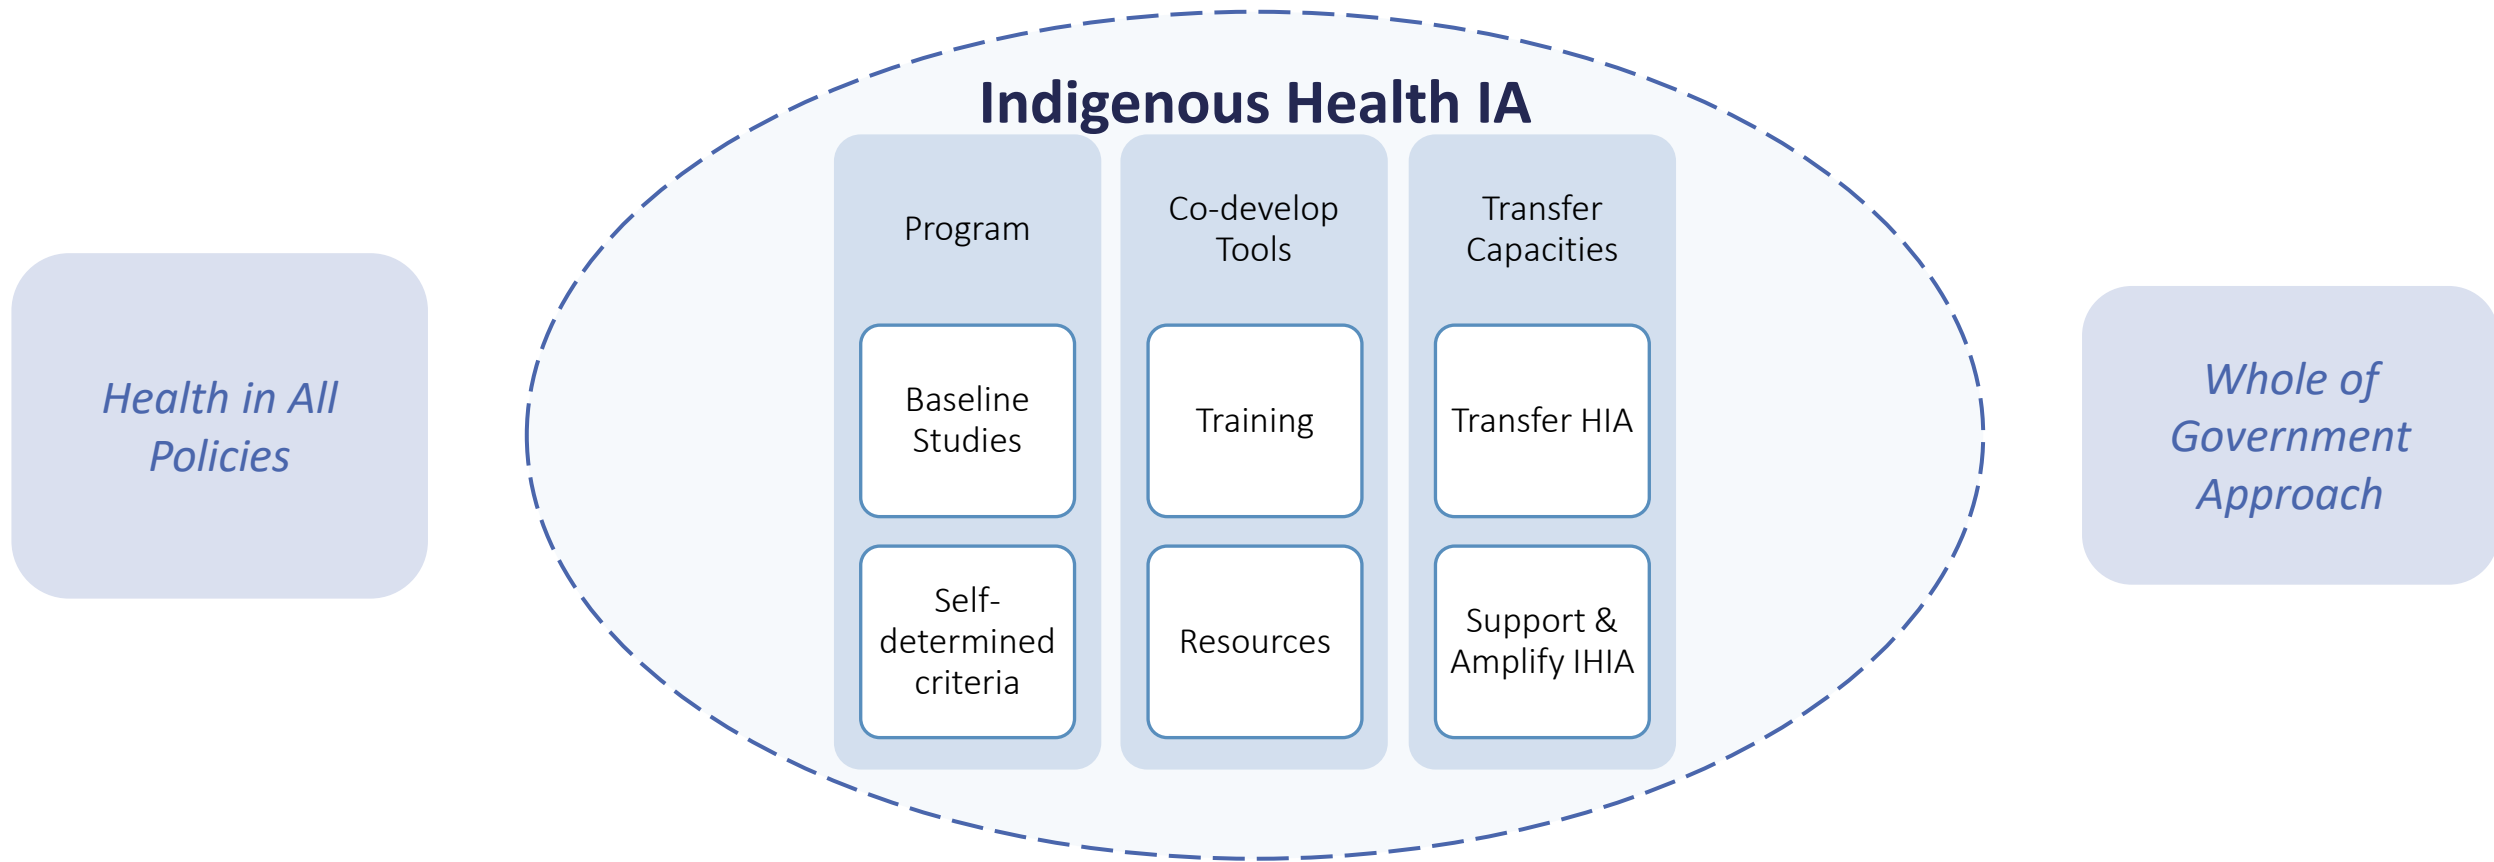 Indigenous Health IA
Health in All
Policies
Program
Baseline
Studies
Self-
determined
criteria
Co-develop
Tools
Training
Resources
Transfer
Capacities
Transfer HIA
Support &
Amplify IHIA
Whole of
Government
Approach